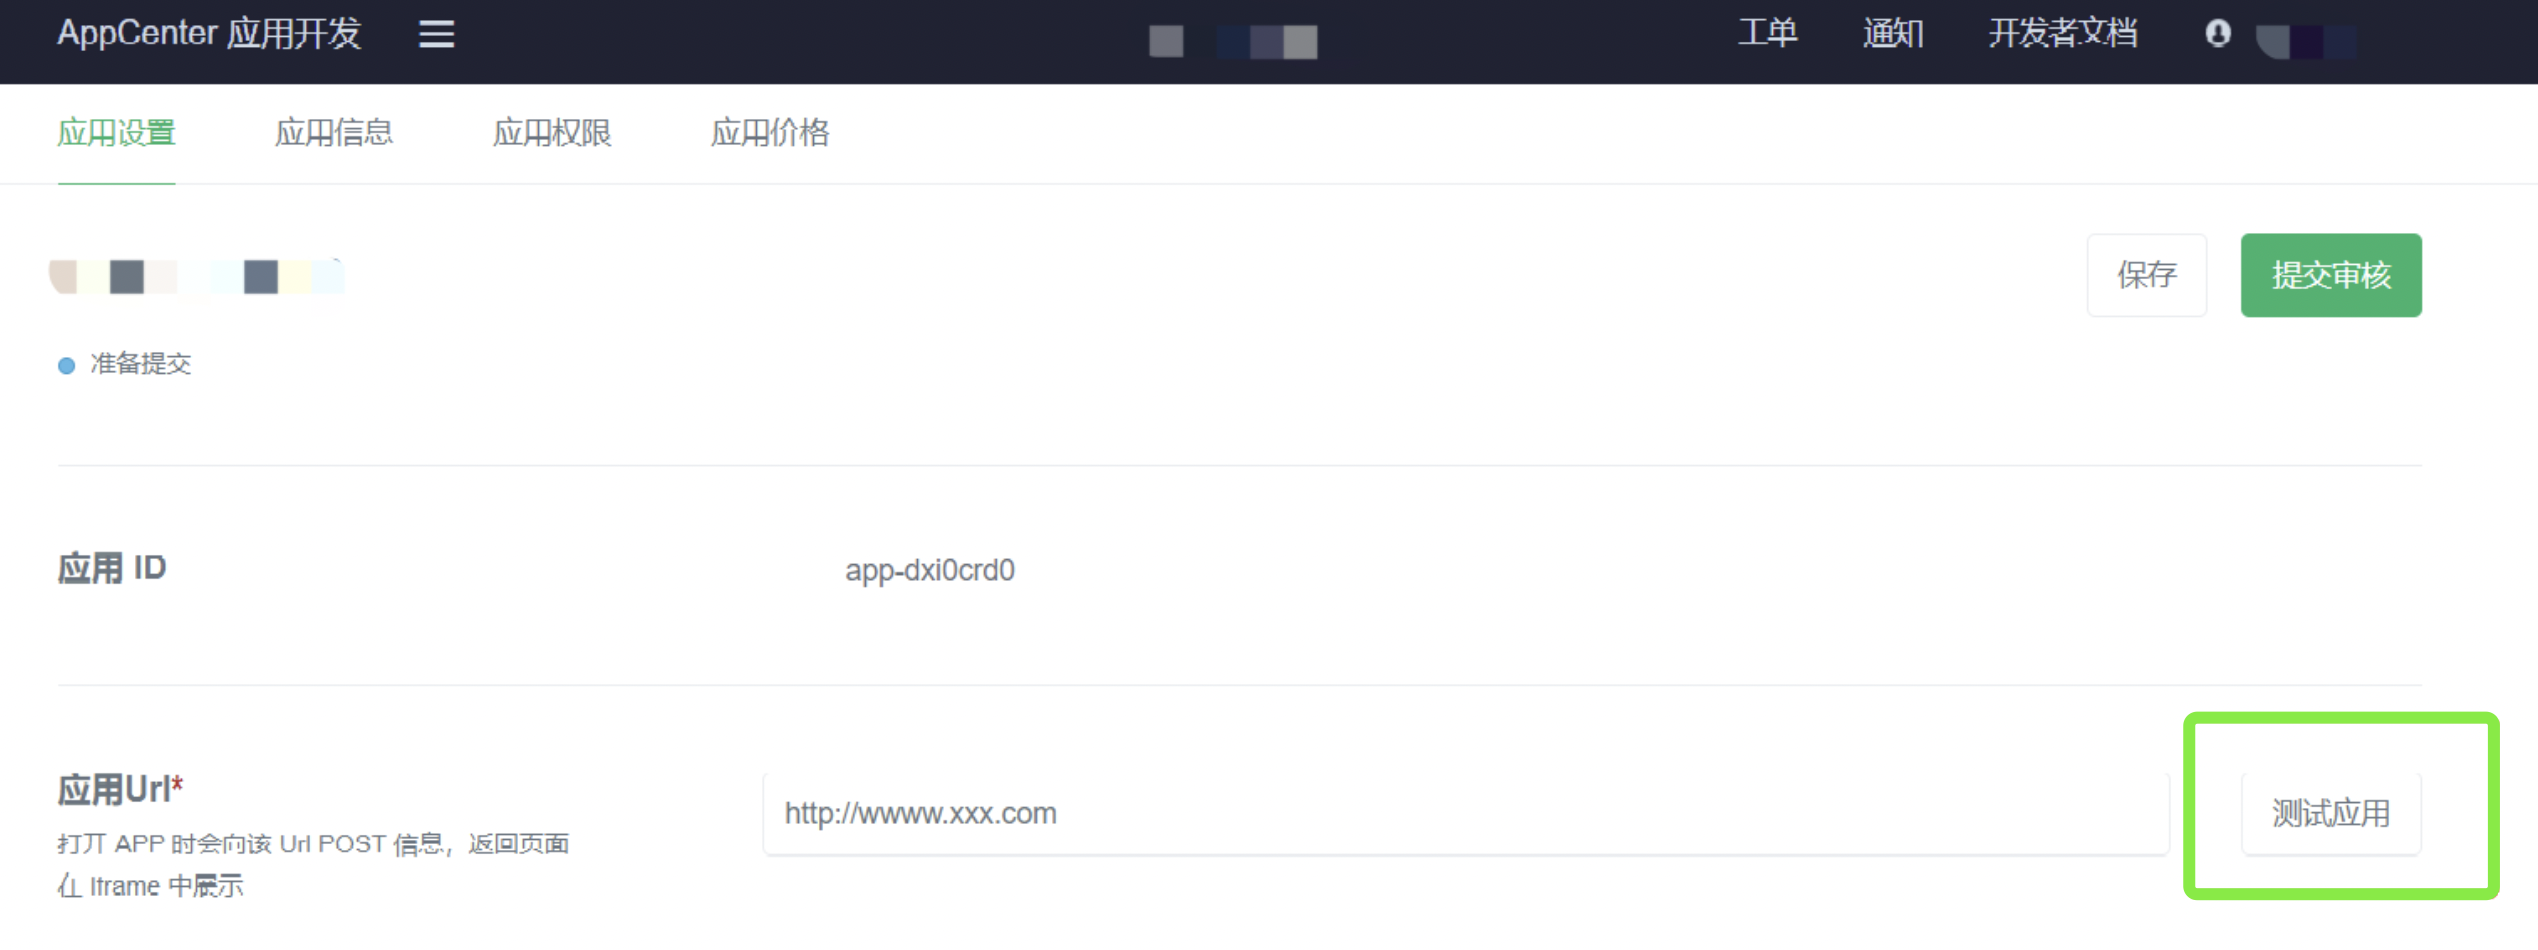 AppCenter 应用开发
工单 通知 开发者文档
应用设置 应用信息 应用权限 应用价格
保存 提交审核
准备提交
应用 ID app-dxi0crd0
应用Url*
http://wwww.xxx.com 测试应用
打开 APP 时会向该 Url POST 信息，返回页面
在 Iframe 中展示